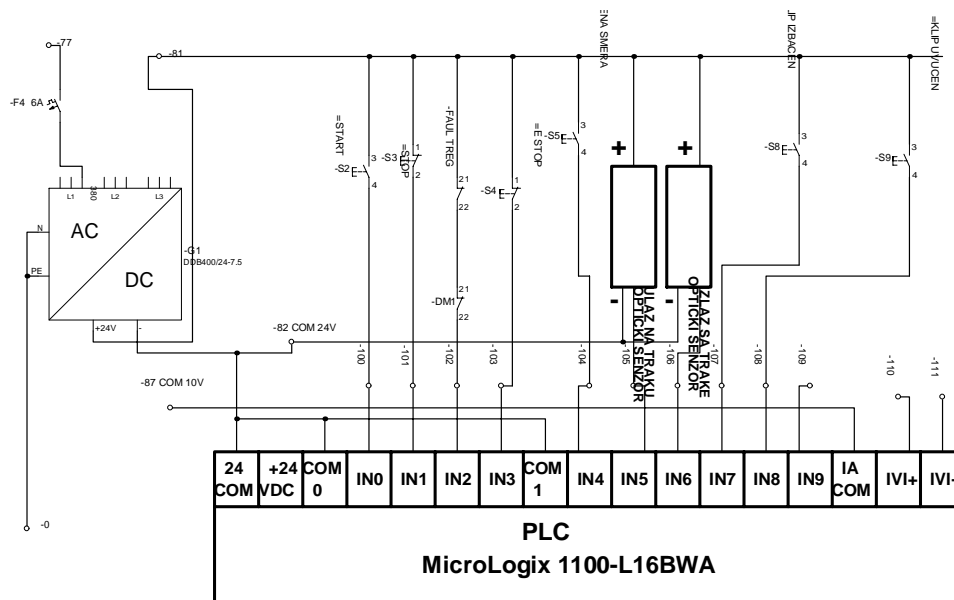 -77
-F4 6A
L1
380
L2
L3
AC
DC
N
PE
+24V
-
-G1
DDB400/24-7.5
-0
-81
-82 COM 24V
-87 COM 10V
=START
-S2
3
4
=STOP
-S3
1
2
-FAUL TREG
21
22
-DM1
21
22
=E STOP
-S4
1
2
ENA SMERA
-S5
3
4
+
-
ULAZ NA TRAKU
OPTICKI SENZOR
+
-
IZLAZ SA TRAKE
OPTICKI SENZOR
JP IZBACEN
-S8
3
4
=KLIP UVUCEN
-S9
3
4
-100
-101
-102
-103
-104
-105
-106
-107
-108
-109
-110
-111
24 COM
+24 VDC
COM 0
IN0
IN1
IN2
IN3
COM 1
IN4
IN5
IN6
IN7
IN8
IN9
IA COM
IVI+
IVI-
PLC
MicroLogix 1100-L16BWA